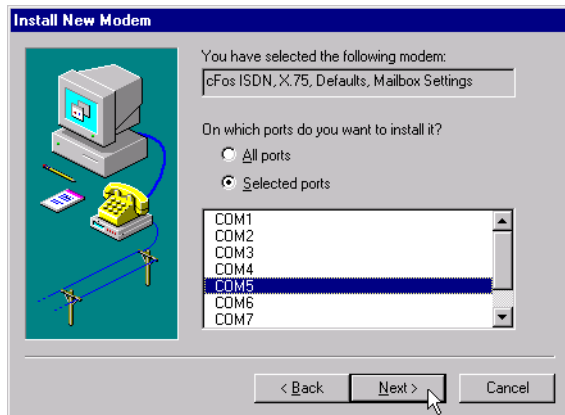 Install New Modem
You have selected the following modem:
cFos ISDN, X.75, Defaults, Mailbox Settings
On which ports do you want to install it?
All ports
Selected ports
COM1
COM2
COM3
COM4
COM5
COM6
COM7
< Back
Next >
Cancel